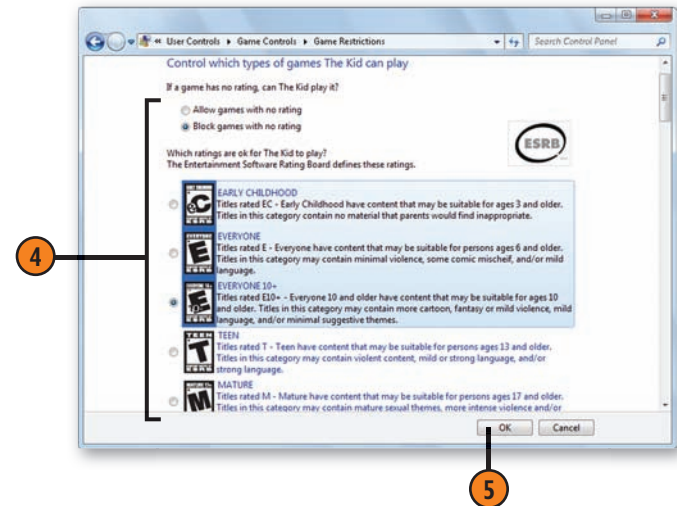 « User Controls ▸ Game Controls ▸ Game Restrictions
Search Control Panel
Control which types of games The Kid can play
If a game has no rating, can The Kid play it?
Allow games with no rating
Block games with no rating
ESRB
Which ratings are ok for The Kid to play?
The Entertainment Software Rating Board defines these ratings.
EARLY CHILDHOOD
Titles rated EC - Early Childhood have content that may be suitable for ages 3 and older.
Titles in this category contain no material that parents would find inappropriate.
EVERYONE
Titles rated E - Everyone have content that may be suitable for persons ages 6 and older.
Titles in this category may contain minimal violence, some comic mischeif, and/or mild
language.
EVERYONE 10+
Titles rated E10+ - Everyone 10 and older have content that may be suitable for ages 10
and older. Titles in this category may contain more cartoon, fantasy or mild violence, mild
language, and/or minimal suggestive themes.
TEEN
Titles rated T - Teen have content that may be suitable for persons ages 13 and older.
Titles in this category may contain violent content, mild or strong language, and/or
strong language.
MATURE
Titles rated M - Mature have content that may be suitable for persons ages 17 and older.
Titles in this category may contain mature sexual themes, more intense violence and/or
OK
Cancel
4
5